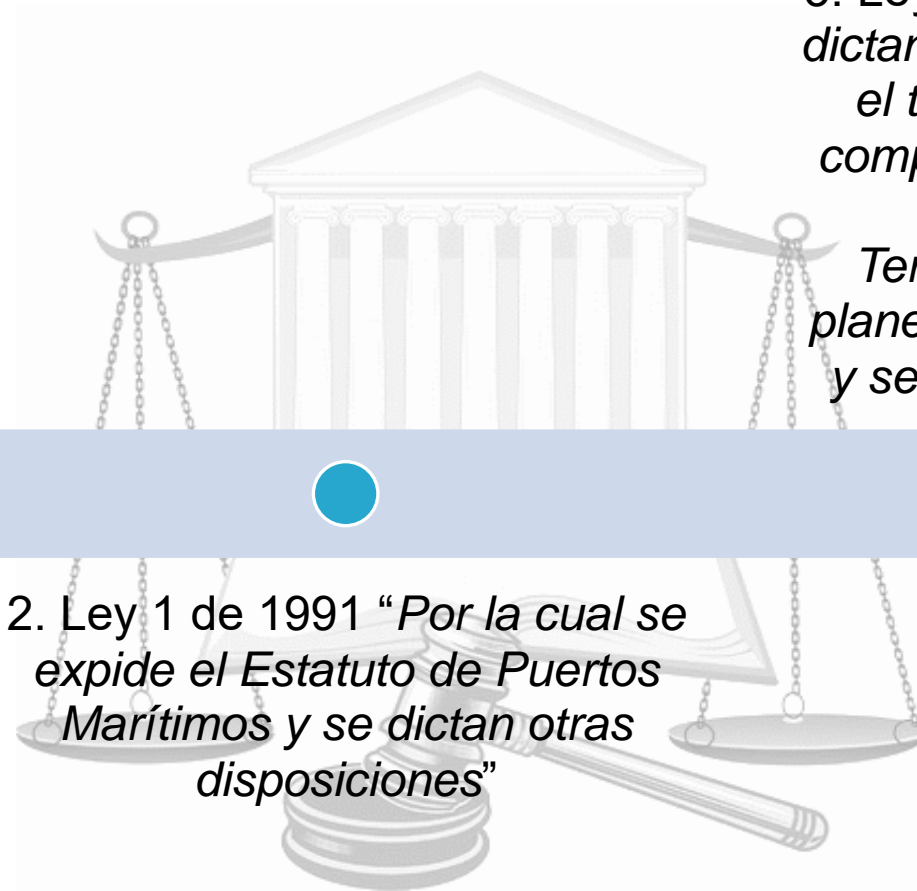 dictar
el t
comp
Ter
plane
y se
2. Ley 1 de 1991 “Por la cual se
expide el Estatuto de Puertos
Marítimos y se dictan otras
disposiciones”